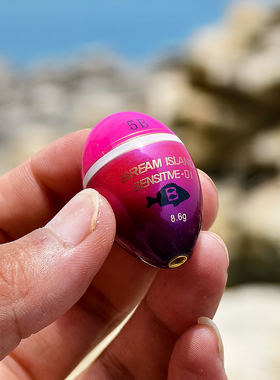 5B
BREAM ISLAN
SENSITIVE-D
B
8.6g